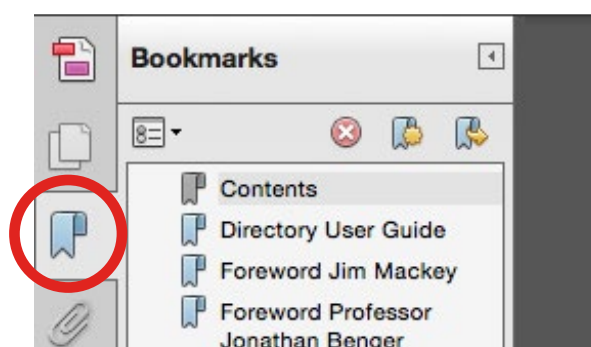 Bookmarks
Contents
Directory User Guide
Foreword Jim Mackey
Foreword Professor
Jonathan Benger